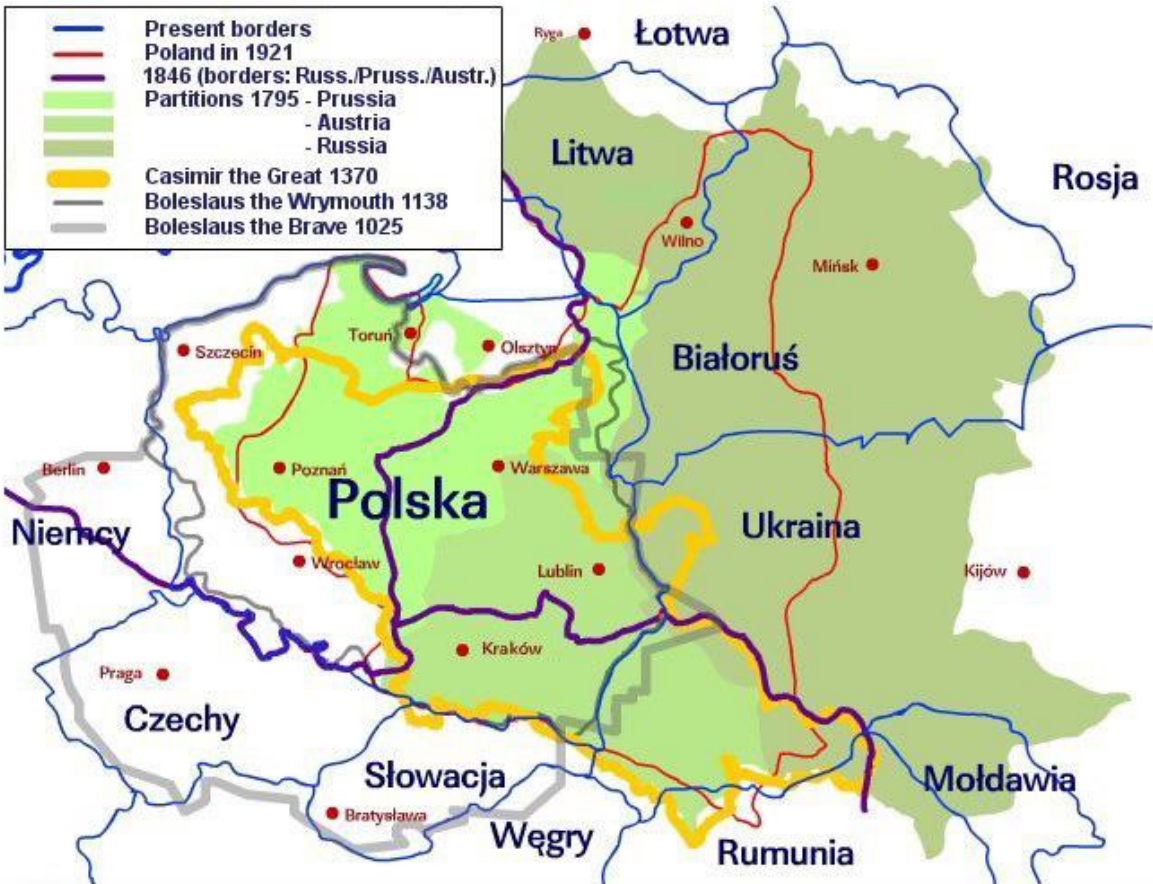 Present borders
Poland in 1921
1846 (borders: Russ./Pruss./Austr.)
Partitions 1795 - Prussia
- Austria
- Russia
Casimir the Great 1370
Boleslaus the Wrymouth 1138
Boleslaus the Brave 1025
Ryga
Łotwa
Litwa
Rosja
Wilno
Mińsk
Toruń
Szczecin
Olsztyn
Białoruś
Berlin
Poznań
Warszawa
Polska
Niemcy
Ukraina
Wrocław
Lublin
Kijów
Kraków
Praga
Czechy
Słowacja
Mołdawia
Bratysława
Węgry
Rumunia